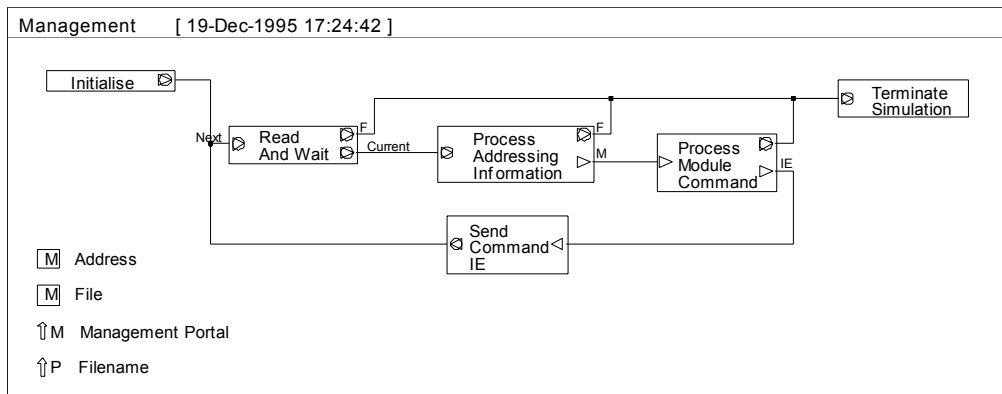 Management [ 19-Dec-1995 17:24:42 ]
Initialise
Terminate
Simulation
Next
Read
And Wait
F
Current
Process
Addressing
Information
F
M
Process
Module
Command
IE
Send
Command
IE
M Address
M File
⇧M Management Portal
⇧P Filename